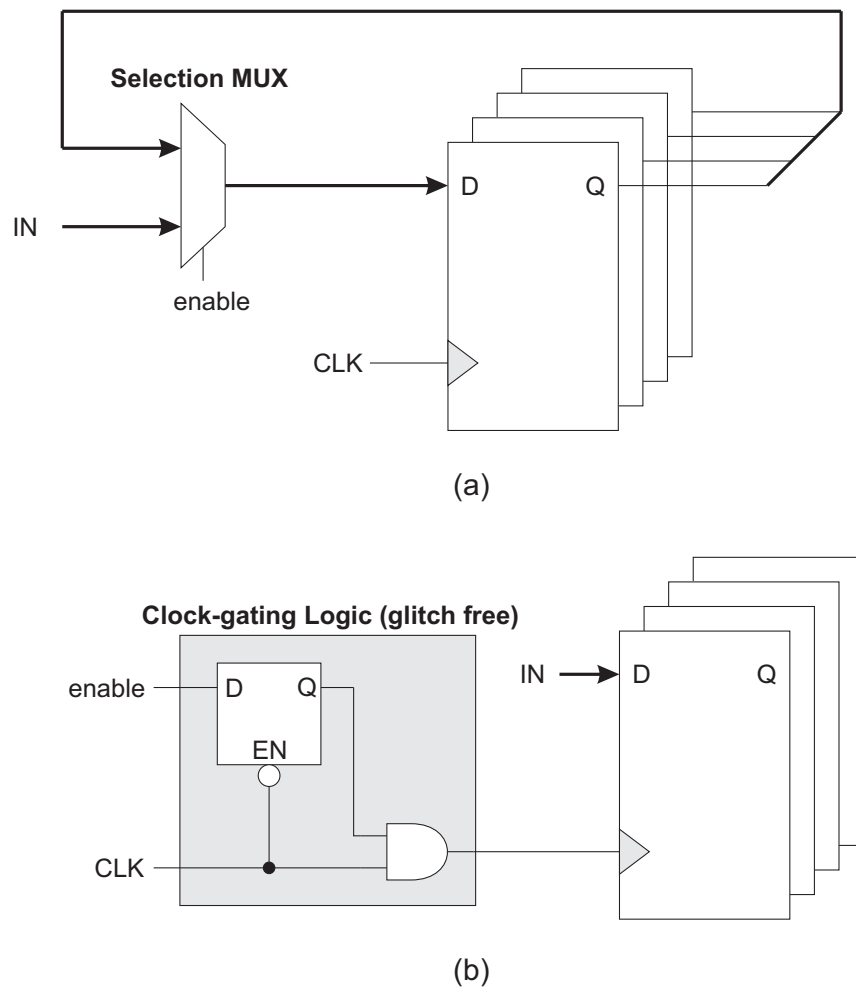 Selection MUX
D Q
IN
enable
CLK
(a)
Clock-gating Logic (glitch free)
IN D Q
enable D Q
EN
CLK
(b)